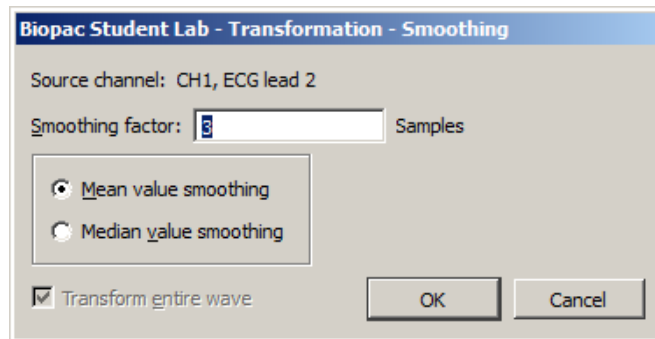 Biopac Student Lab - Transformation - Smoothing
Source channel: CH1, ECG lead 2
Smoothing factor: 3 Samples
Mean value smoothing
Median value smoothing
Transform entire wave OK Cancel